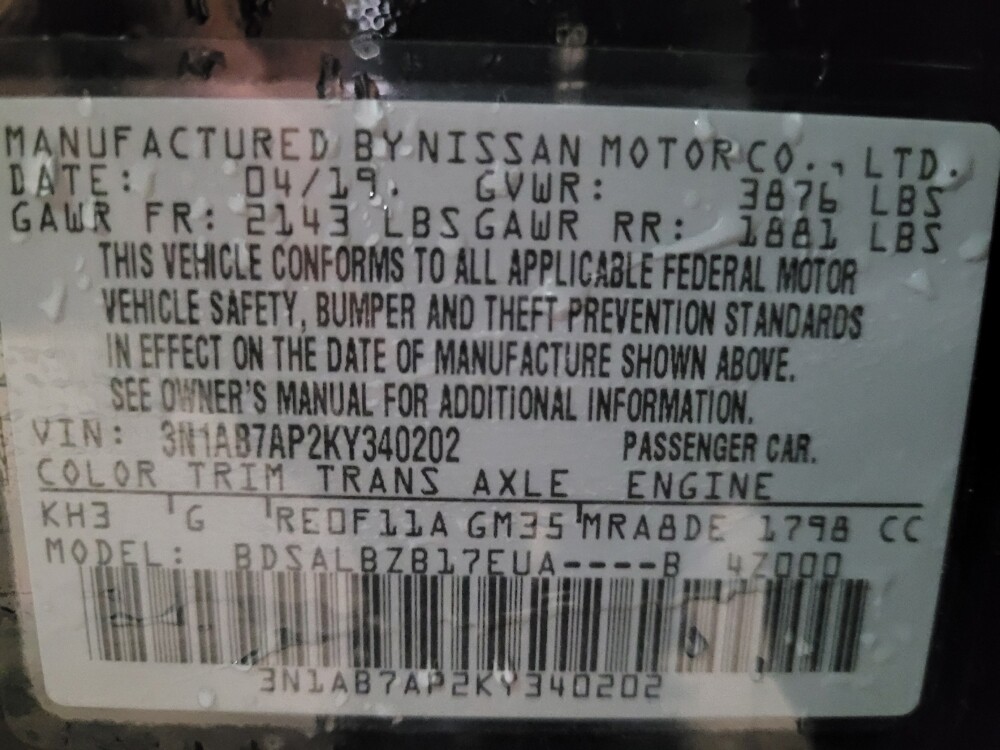 MANUFACTURED BY NISSAN MOTOR CO., LTD.
DATE: 04/19. GVWR: 3876 LBS
GAWR FR: 2143 LBS GAWR RR: 1881 LBS
THIS VEHICLE CONFORMS TO ALL APPLICABLE FEDERAL MOTOR
VEHICLE SAFETY, BUMPER AND THEFT PREVENTION STANDARDS
IN EFFECT ON THE DATE OF MANUFACTURE SHOWN ABOVE.
SEE OWNER'S MANUAL FOR ADDITIONAL INFORMATION.
VIN: 3N1AB7AP2KY340202 PASSENGER CAR.
COLOR TRIM TRANS AXLE ENGINE
KH3 G RE0F11A GM35 MRA8DE 1798 CC
MODEL: BDSALBZB17EUA----B 4Z000
3N1AB7AP2KY340202